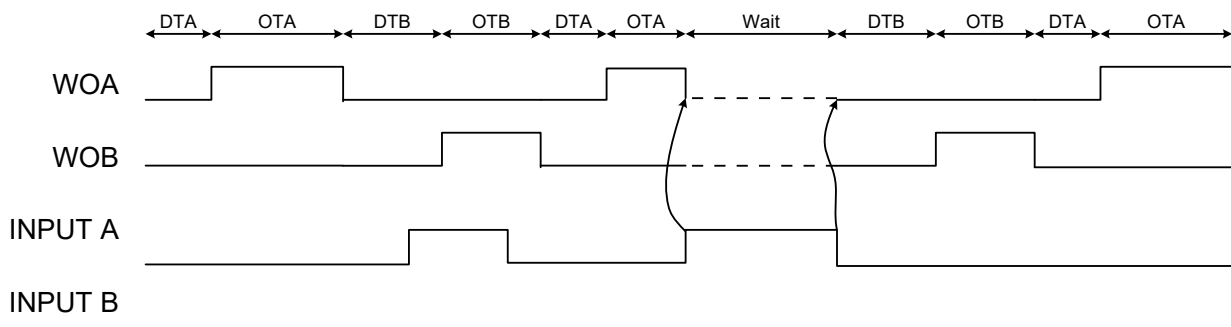 DTA OTA DTB OTB DTA OTA Wait DTB OTB DTA OTA
WOA
WOB
INPUT A
INPUT B